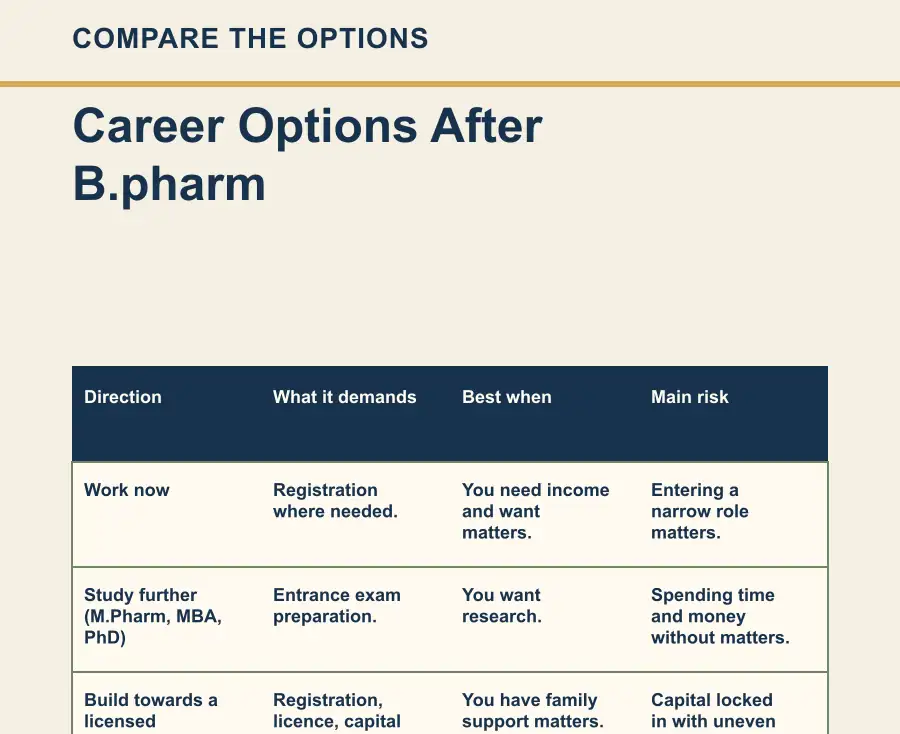 COMPARE THE OPTIONS
Career Options After
B.pharm
Direction
What it demands
Best when
Main risk
Work now
Registration
where needed.
You need income
and want
matters.
Entering a
narrow role
matters.
Study further
(M.Pharm, MBA,
PhD)
Entrance exam
preparation.
You want
research.
Spending time
and money
without matters.
Build towards a
licensed
Registration,
licence, capital
You have family
support matters.
Capital locked
in with uneven